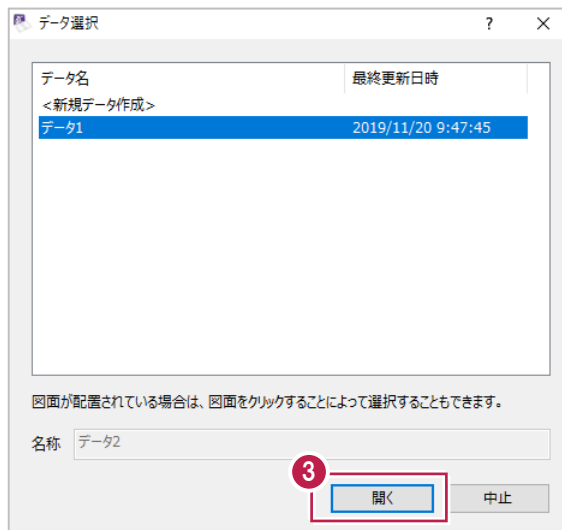 データ選択 ?
データ名 最終更新日時
<新規データ作成>
データ1 2019/11/20 9:47:45
図面が配置されている場合は、図面をクリックすることによって選択することもできます。
名称 データ2
3
開く 中止